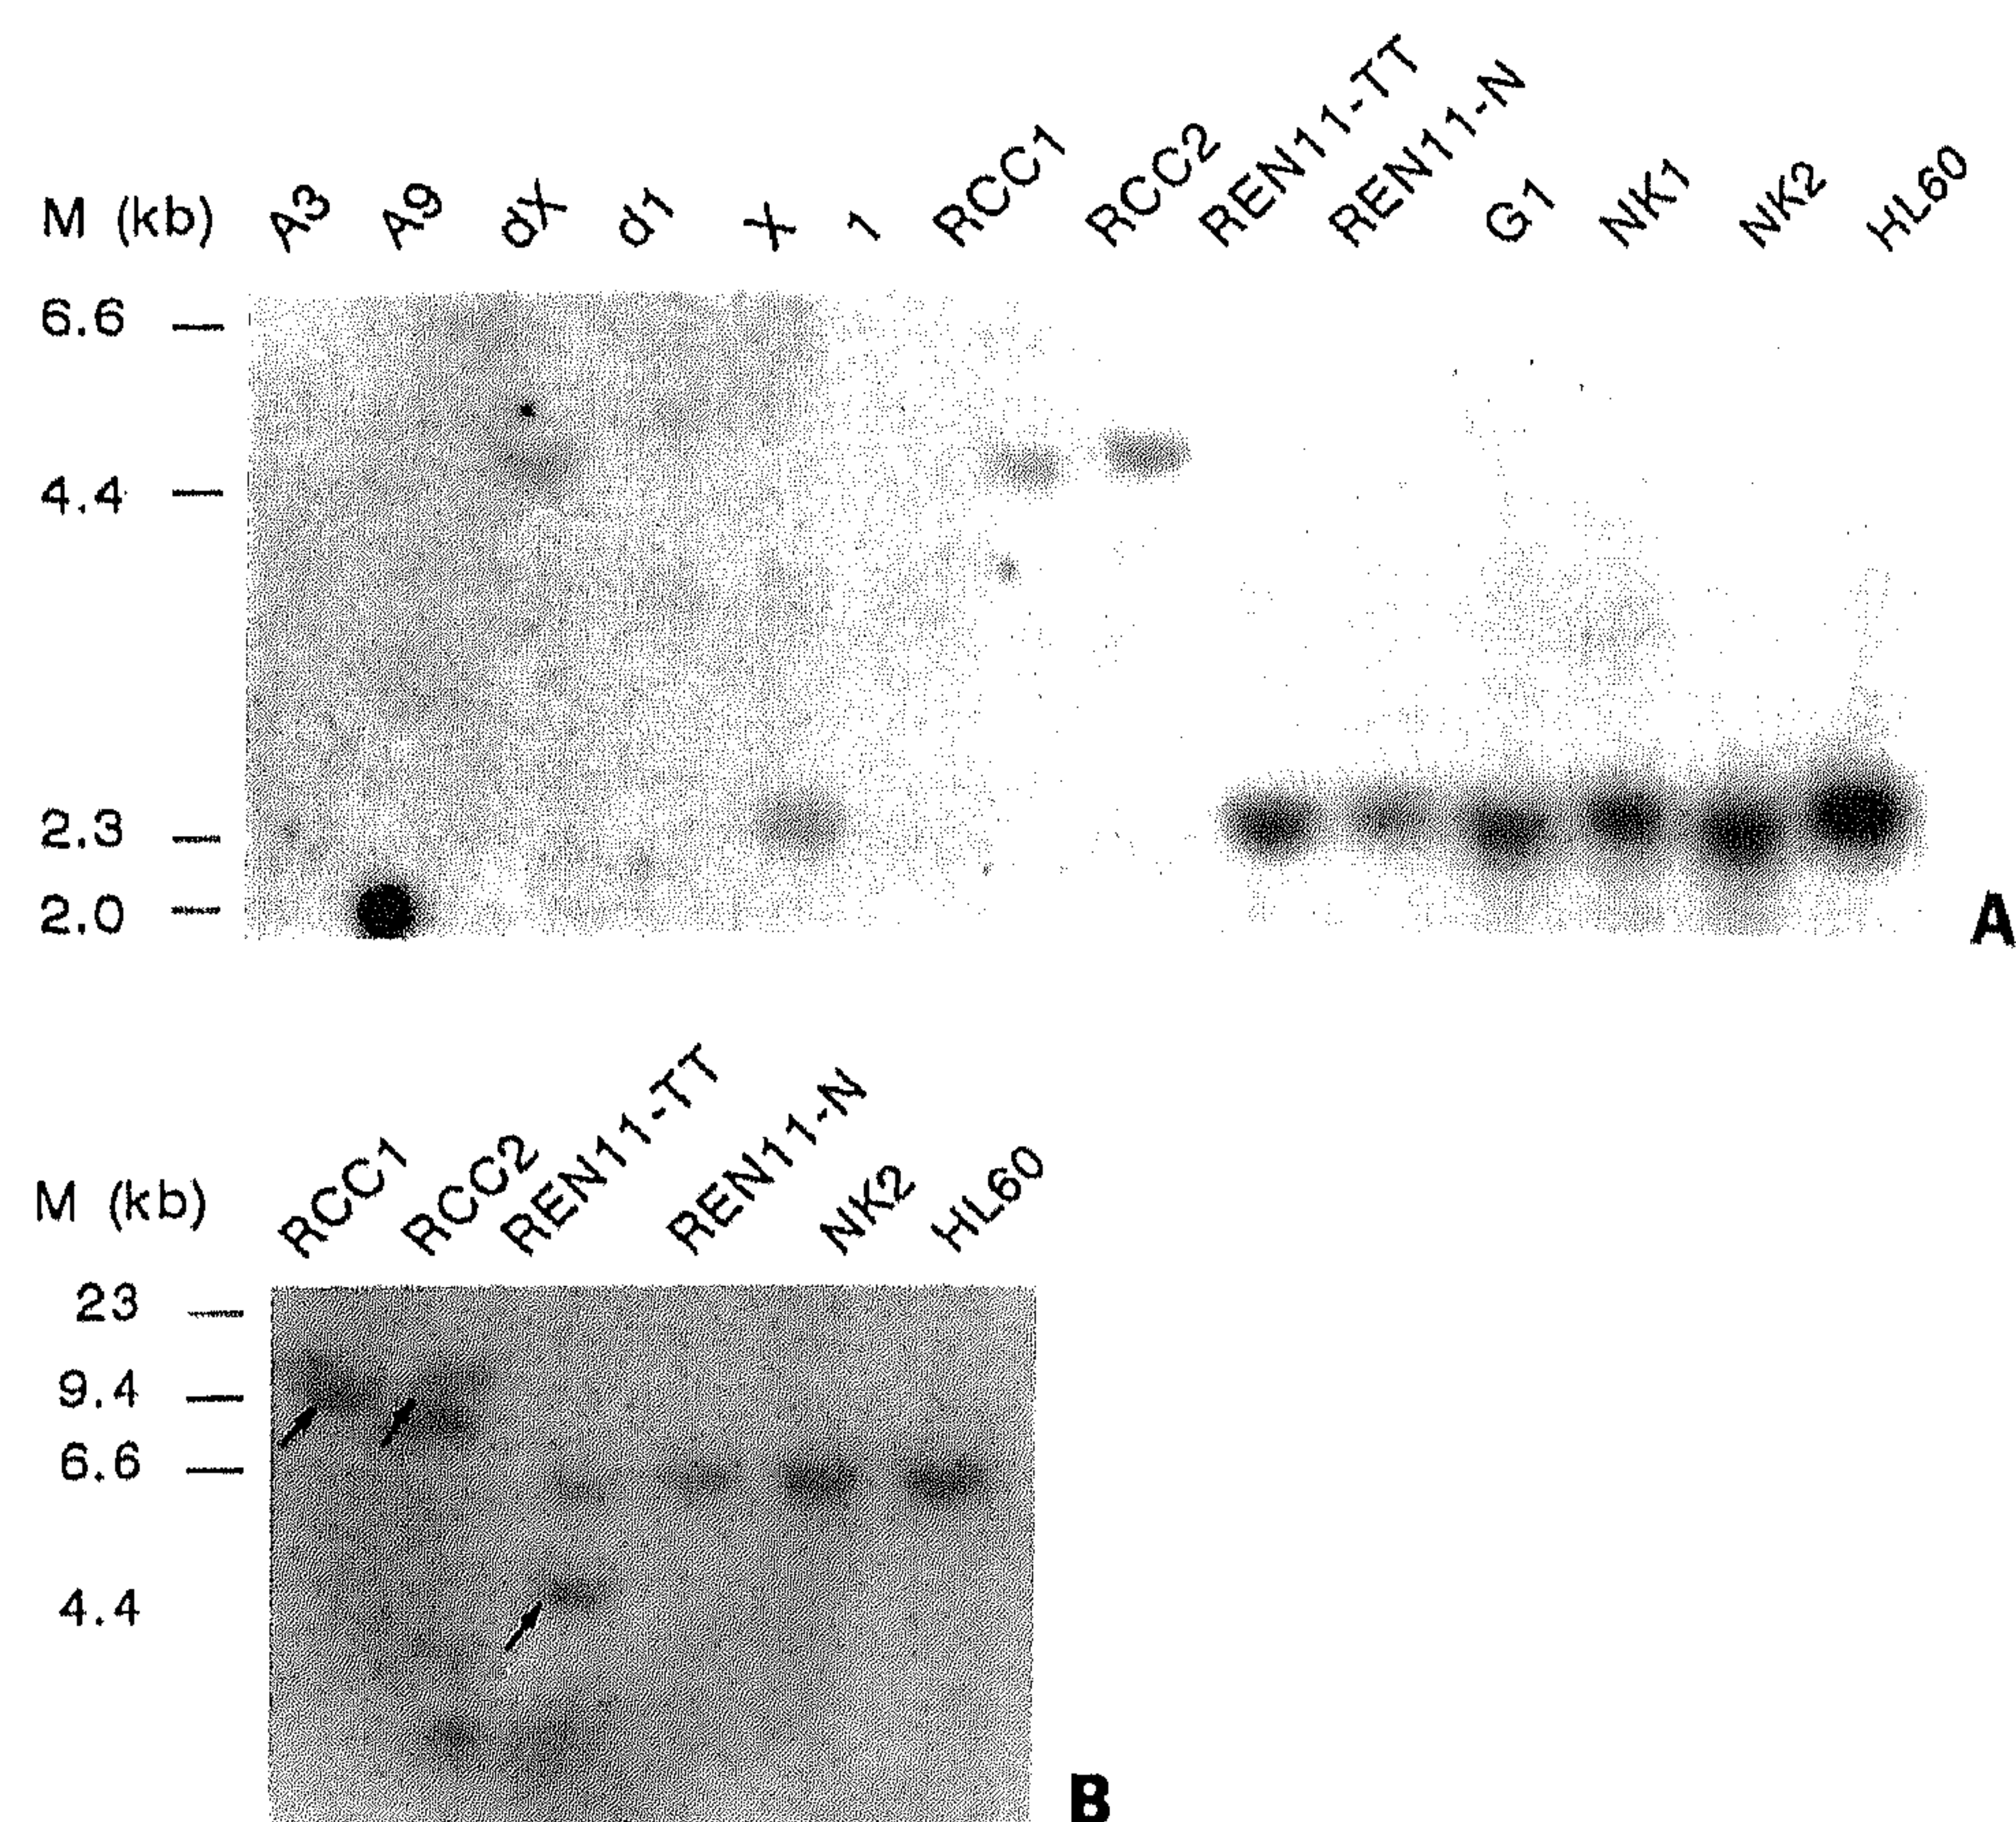 M (kb) A3 A9 dX d1 X 1 RCC1 RCC2 REN11-TT REN11-N G1 NK1 NK2 HL60
6.6
4.4
2.3
2.0
A
M (kb) RCC1 RCC2 REN11-TT REN11-N NK2 HL60
23
9.4
6.6
4.4
B